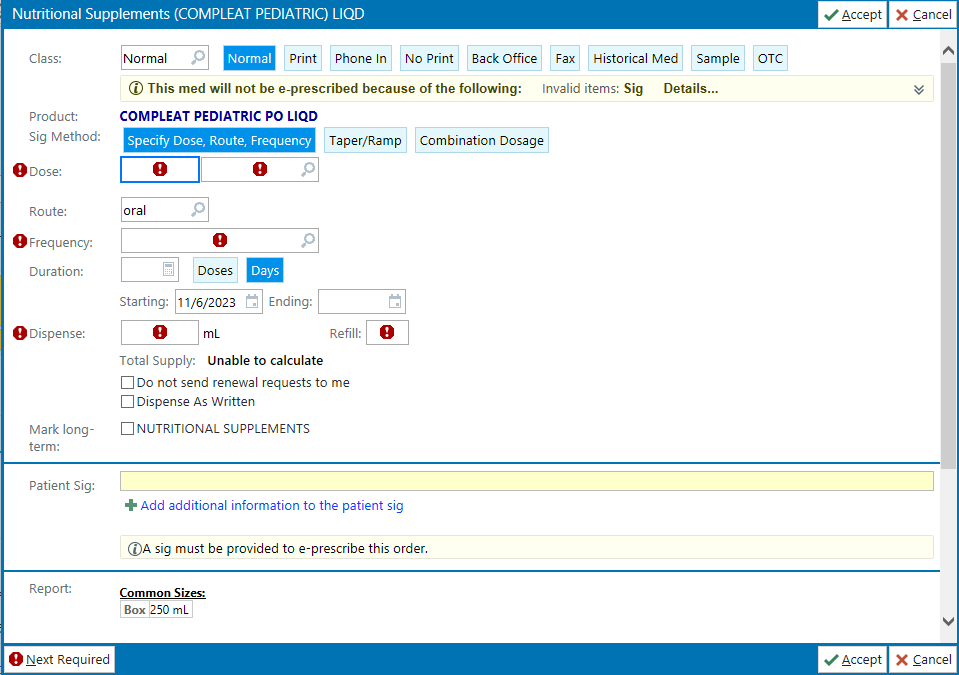 Nutritional Supplements (COMPLEAT PEDIATRIC) LIQD
Accept Cancel
Class: Normal Normal Print Phone In No Print Back Office Fax Historical Med Sample OTC
This med will not be e-prescribed because of the following: Invalid items: Sig Details...
Product: COMPLEAT PEDIATRIC PO LIQD
Sig Method: Specify Dose, Route, Frequency Taper/Ramp Combination Dosage
Dose:
Route: oral
Frequency:
Duration: Doses Days
Starting: 11/6/2023 Ending:
Dispense: mL Refill:
Total Supply: Unable to calculate
Do not send renewal requests to me
Dispense As Written
Mark long-
term:
NUTRITIONAL SUPPLEMENTS
Patient Sig:
Add additional information to the patient sig
A sig must be provided to e-prescribe this order.
Report: Common Sizes:
Box 250 mL
Next Required Accept Cancel